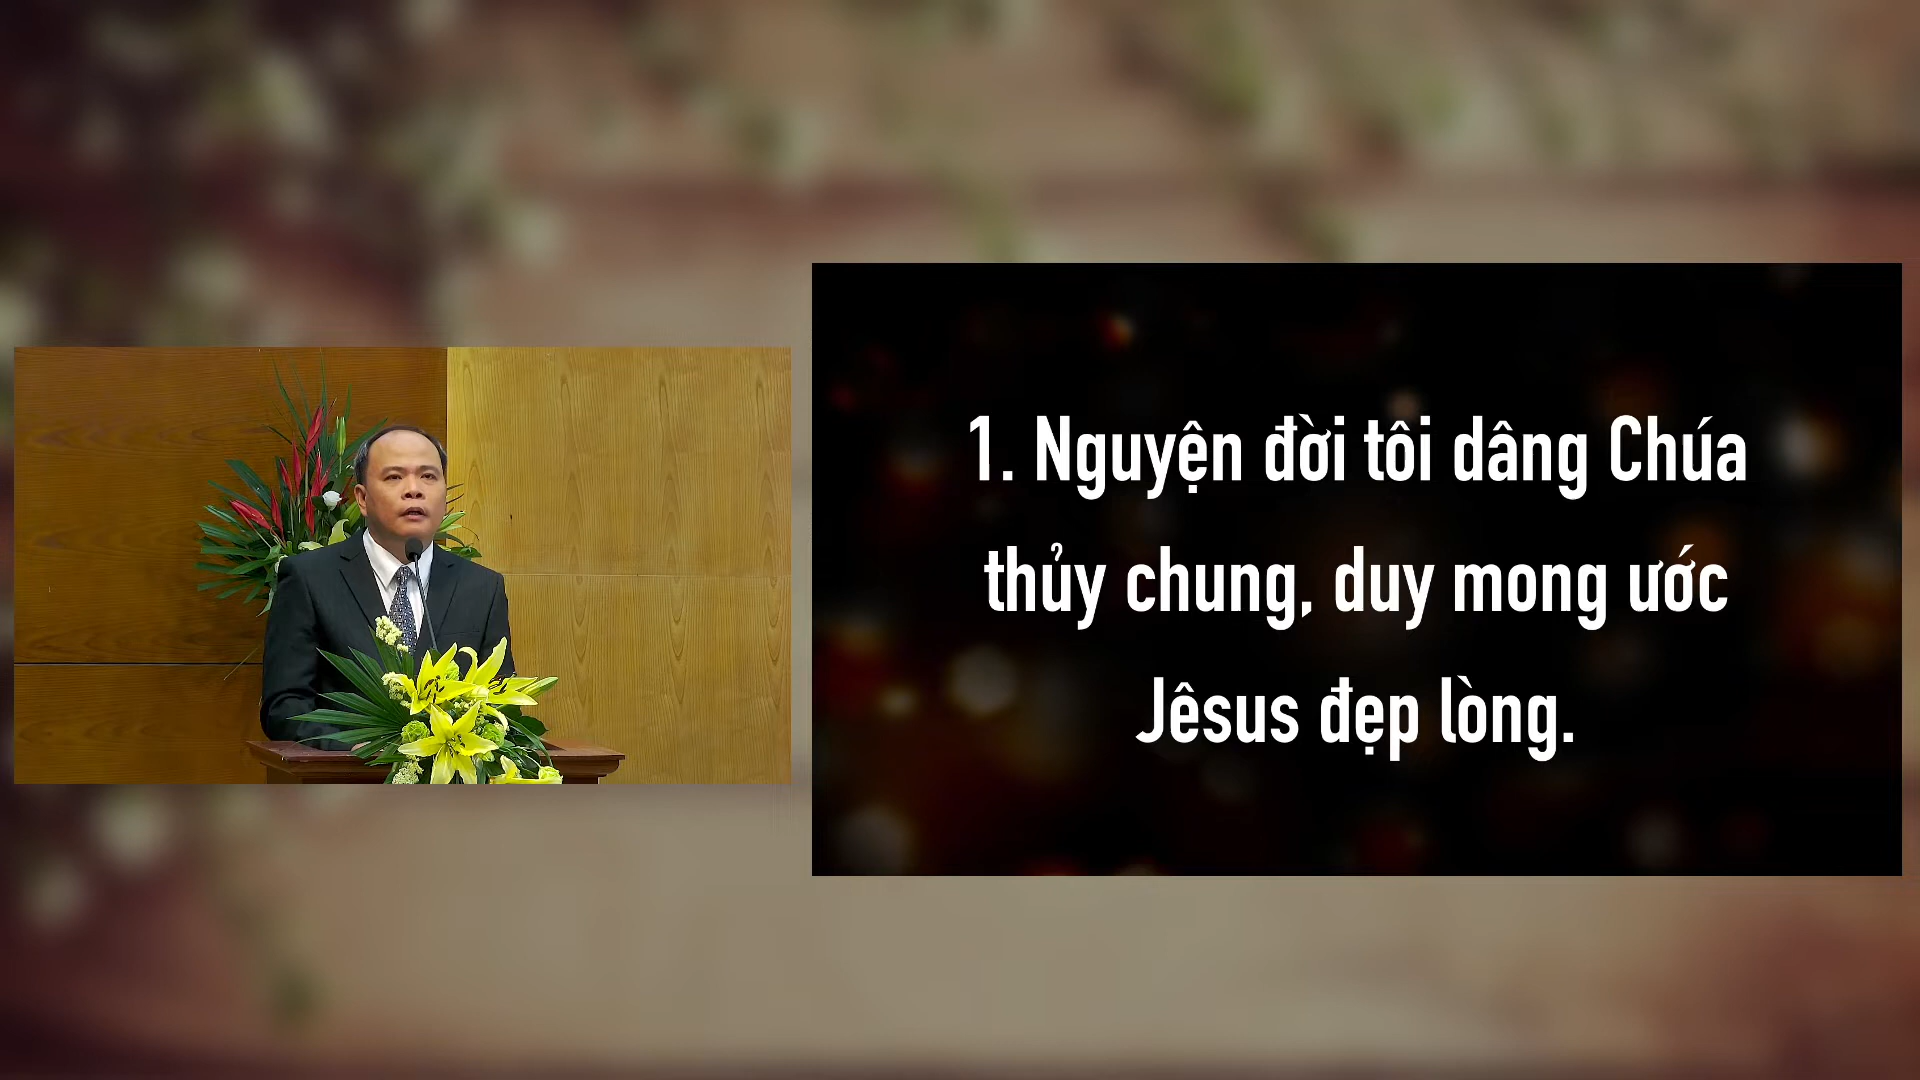 1. Nguyện đời tôi dâng Chúa
thủy chung, duy mong ước
Jêsus đẹp lòng.